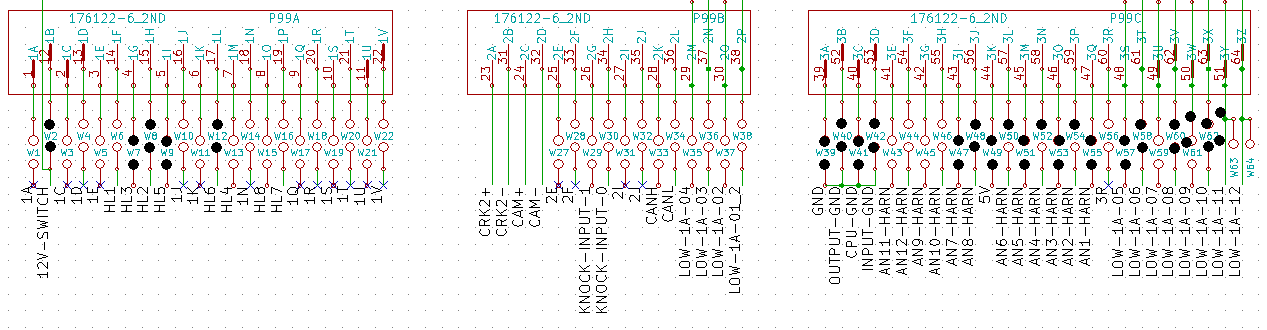 176122-6_2ND P99A
1A 1B 1C 1D 1E 1F 1G 1H 1I 1J 1K 1L 1M 1N 1O 1P 1Q 1R 1S 1T 1U 1V
1 12 2 13 3 14 4 15 5 16 6 17 7 18 8 19 9 20 10 21 11 22
W2 W4 W6 W8 W10 W12 W14 W16 W18 W20 W22
W1 W3 W5 W7 W9 W11 W13 W15 W17 W19 W21
1A
12V-SWITCH
1C
1D
1E
HL1
HL3
HL2
HL5
1J
1K
HL6
HL7
1N
HL8
HL7
1Q
1R
1S
1T
1U
1V
176122-6_2ND P99B
2A 2B 2C 2D 2E 2F 2G 2H 2I 2J 2K 2L 2M 2N 2O 2P
23 31 24 32 25 33 26 34 27 35 28 36 29 37 30 38
W28 W30 W32 W34 W36 W38
W27 W29 W31 W33 W35 W37
CRK2+
CRK2-
CAM+
CAM-
2E
2F
KNOCK-INPUT-1
KNOCK-INPUT-0
2I
2J
CANH
CANL
LOW-1A-04
LOW-1A-03
LOW-1A-02
LOW-1A-01_2
176122-6_2ND P99C
3A 3B 3C 3D 3E 3F 3G 3H 3I 3J 3K 3L 3M 3N 3O 3P 3Q 3R 3S 3T 3U 3V 3W 3X 3Y 3Z
39 52 40 53 41 54 42 55 43 56 44 57 45 58 46 59 47 60 48 61 49 62 50 63 51 64
W40 W42 W44 W46 W48 W50 W52 W54 W56 W58 W60 W62
W39 W41 W43 W45 W47 W49 W51 W53 W55 W57 W59 W61 W63 W64
GND
OUTPUT-GND
CPU-GND
INPUT-GND
AN11-HARN
AN12-HARN
AN9-HARN
AN10-HARN
AN7-HARN
AN8-HARN
5V
AN6-HARN
AN5-HARN
AN4-HARN
AN3-HARN
AN2-HARN
AN1-HARN
3R
LOW-1A-05
LOW-1A-06
LOW-1A-07
LOW-1A-08
LOW-1A-09
LOW-1A-10
LOW-1A-11
LOW-1A-12